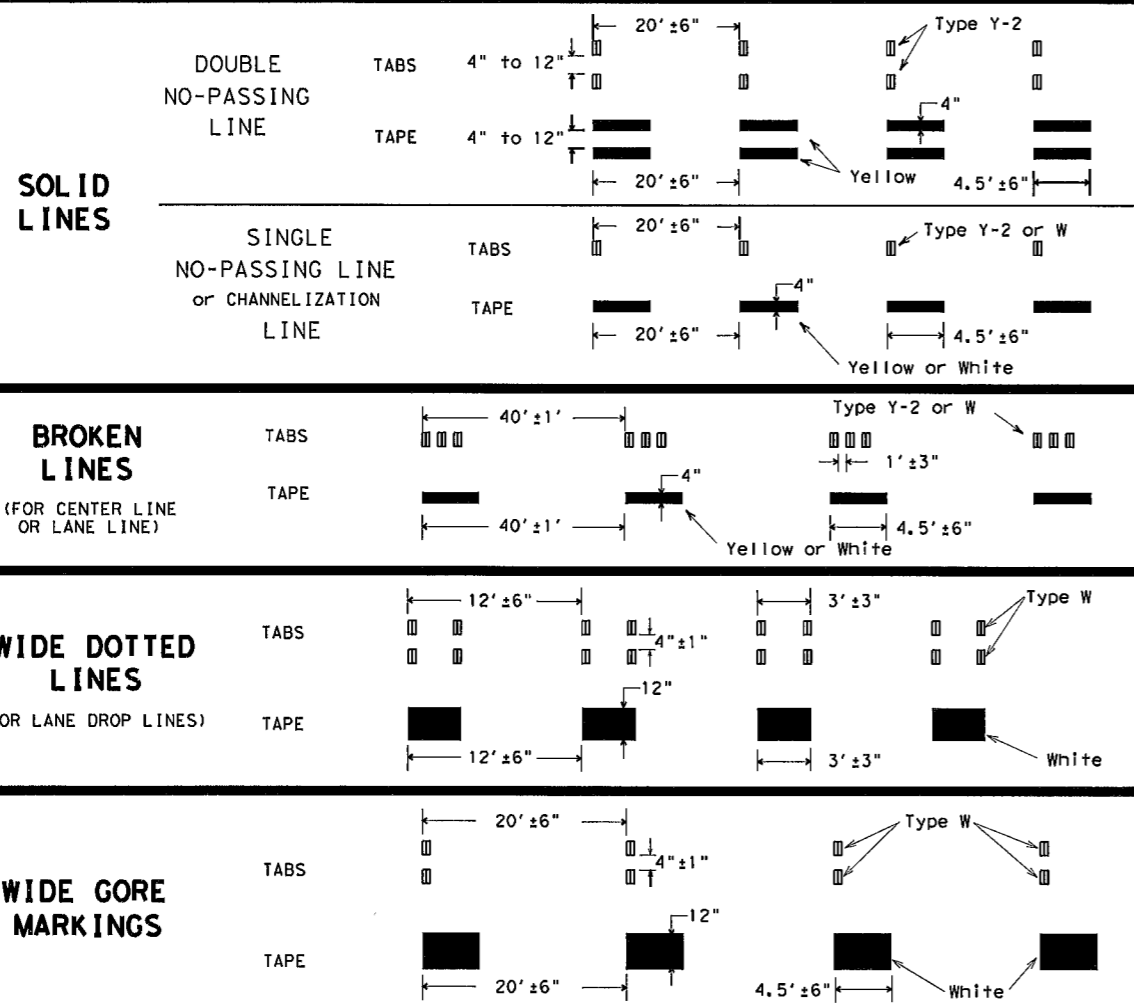 SOLID
LINES
DOUBLE
NO-PASSING
LINE
TABS
4" to 12"
20'±6"
Type Y-2
TAPE
4" to 12"
4"
Yellow
20'±6"
4.5'±6"
SINGLE
NO-PASSING LINE
or CHANNELIZATION
LINE
TABS
20'±6"
Type Y-2 or W
TAPE
4"
20'±6"
4.5'±6"
Yellow or White
BROKEN
LINES
(FOR CENTER LINE
OR LANE LINE)
TABS
40'±1'
Type Y-2 or W
1'±3"
TAPE
4"
40'±1'
4.5'±6"
Yellow or White
WIDE DOTTED
LINES
OR LANE DROP LINES)
TABS
12'±6"
3'±3"
Type W
4"±1"
TAPE
12"
12'±6"
3'±3"
White
WIDE GORE
MARKINGS
TABS
20'±6"
Type W
4"±1"
TAPE
12"
20'±6"
4.5'±6"
White